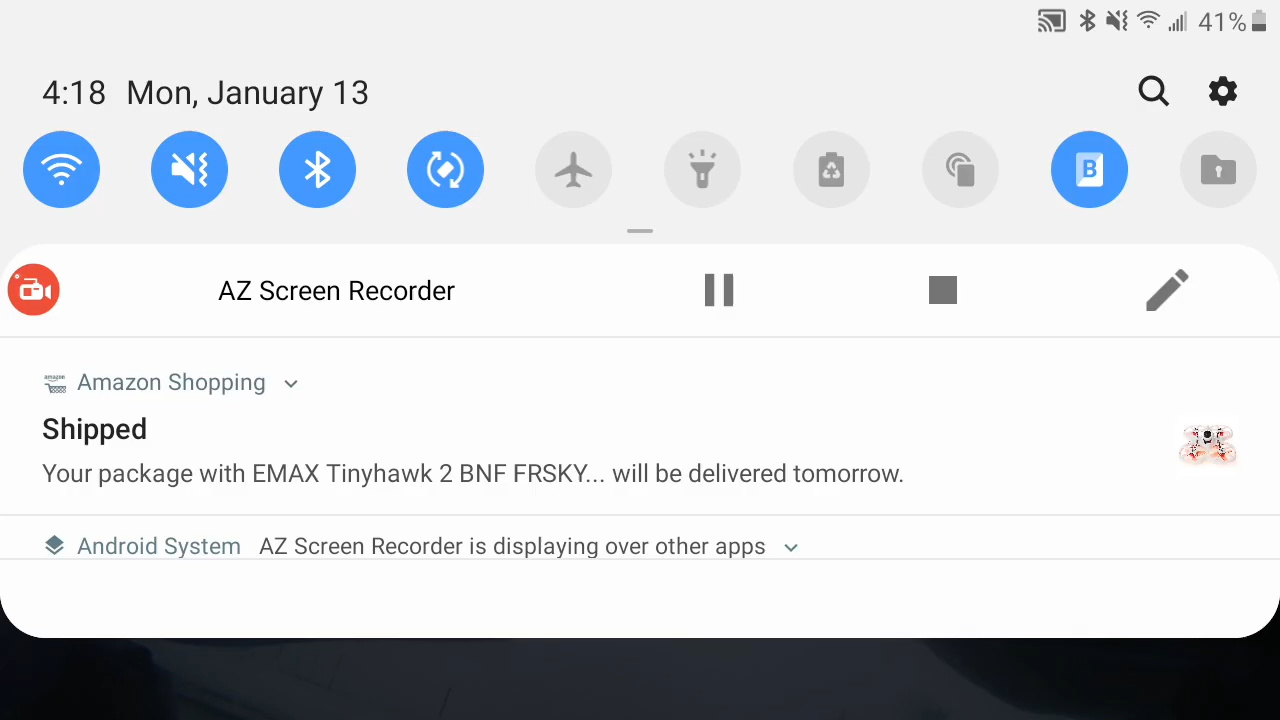 41%
4:18 Mon, January 13
B
AZ Screen Recorder
Amazon Shopping
Shipped
Your package with EMAX Tinyhawk 2 BNF FRSKY... will be delivered tomorrow.
Android System AZ Screen Recorder is displaying over other apps